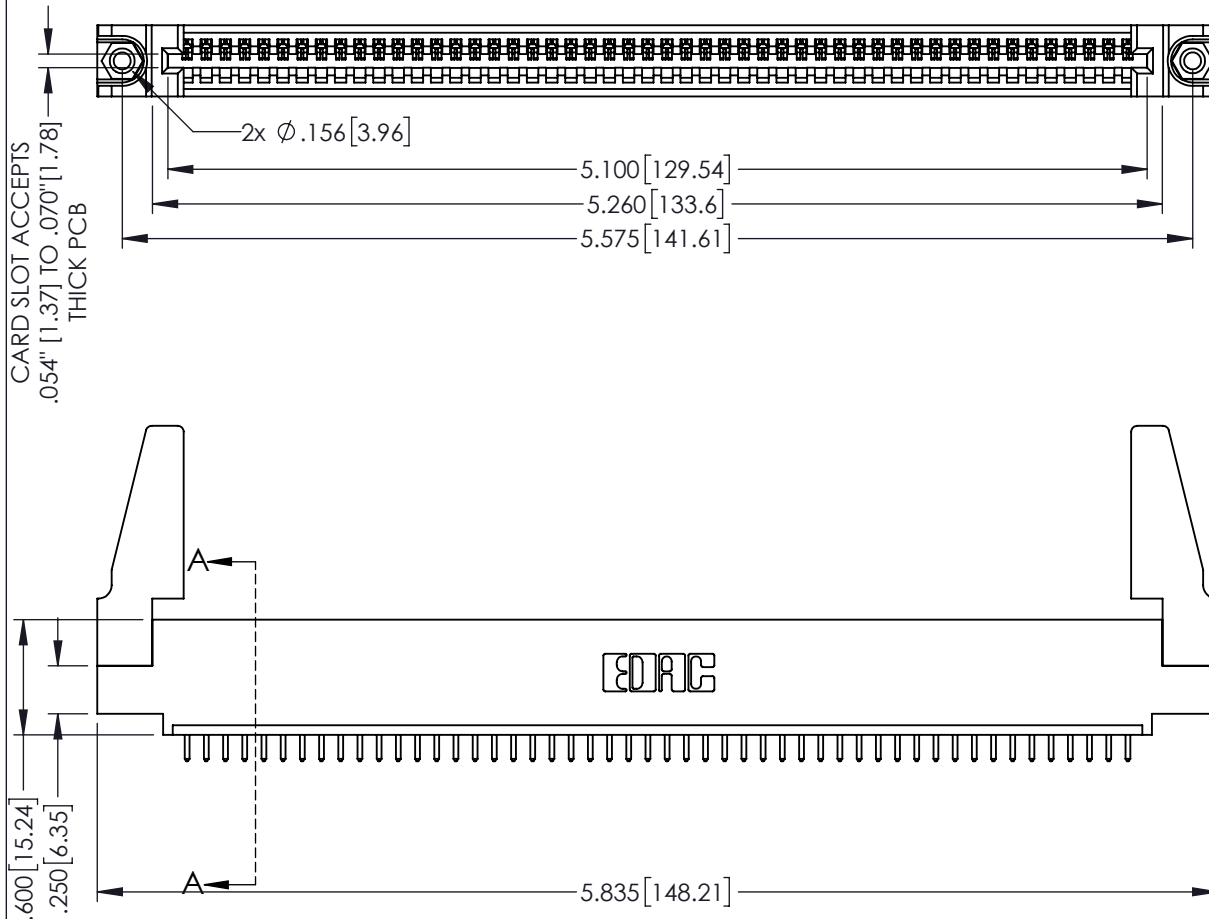 2x ∅.156[3.96]
5.100[129.54]
5.260[133.6]
5.575[141.61]
CARD SLOT ACCEPTS
.054" [1.37] TO .070"[1.78]
THICK PCB
A
EDAC
.600[15.24]
.250[6.35]
A
5.835[148.21]